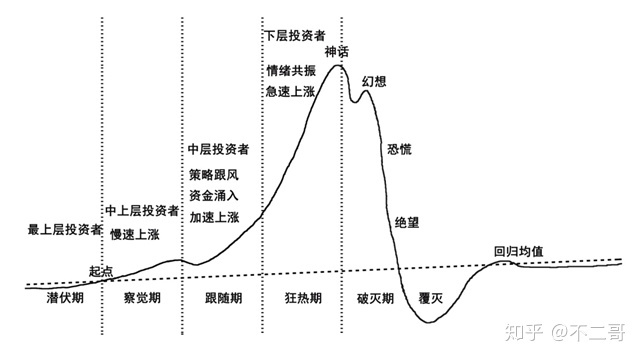 下层投资者
神话
情绪共振
急速上涨
幻想
中层投资者
策略跟风
资金涌入
加速上涨
恐慌
中上层投资者
慢速上涨
最上层投资者
绝望
回归均值
起点
潜伏期
察觉期
跟随期
狂热期
破灭期
覆灭
知乎 @不二哥